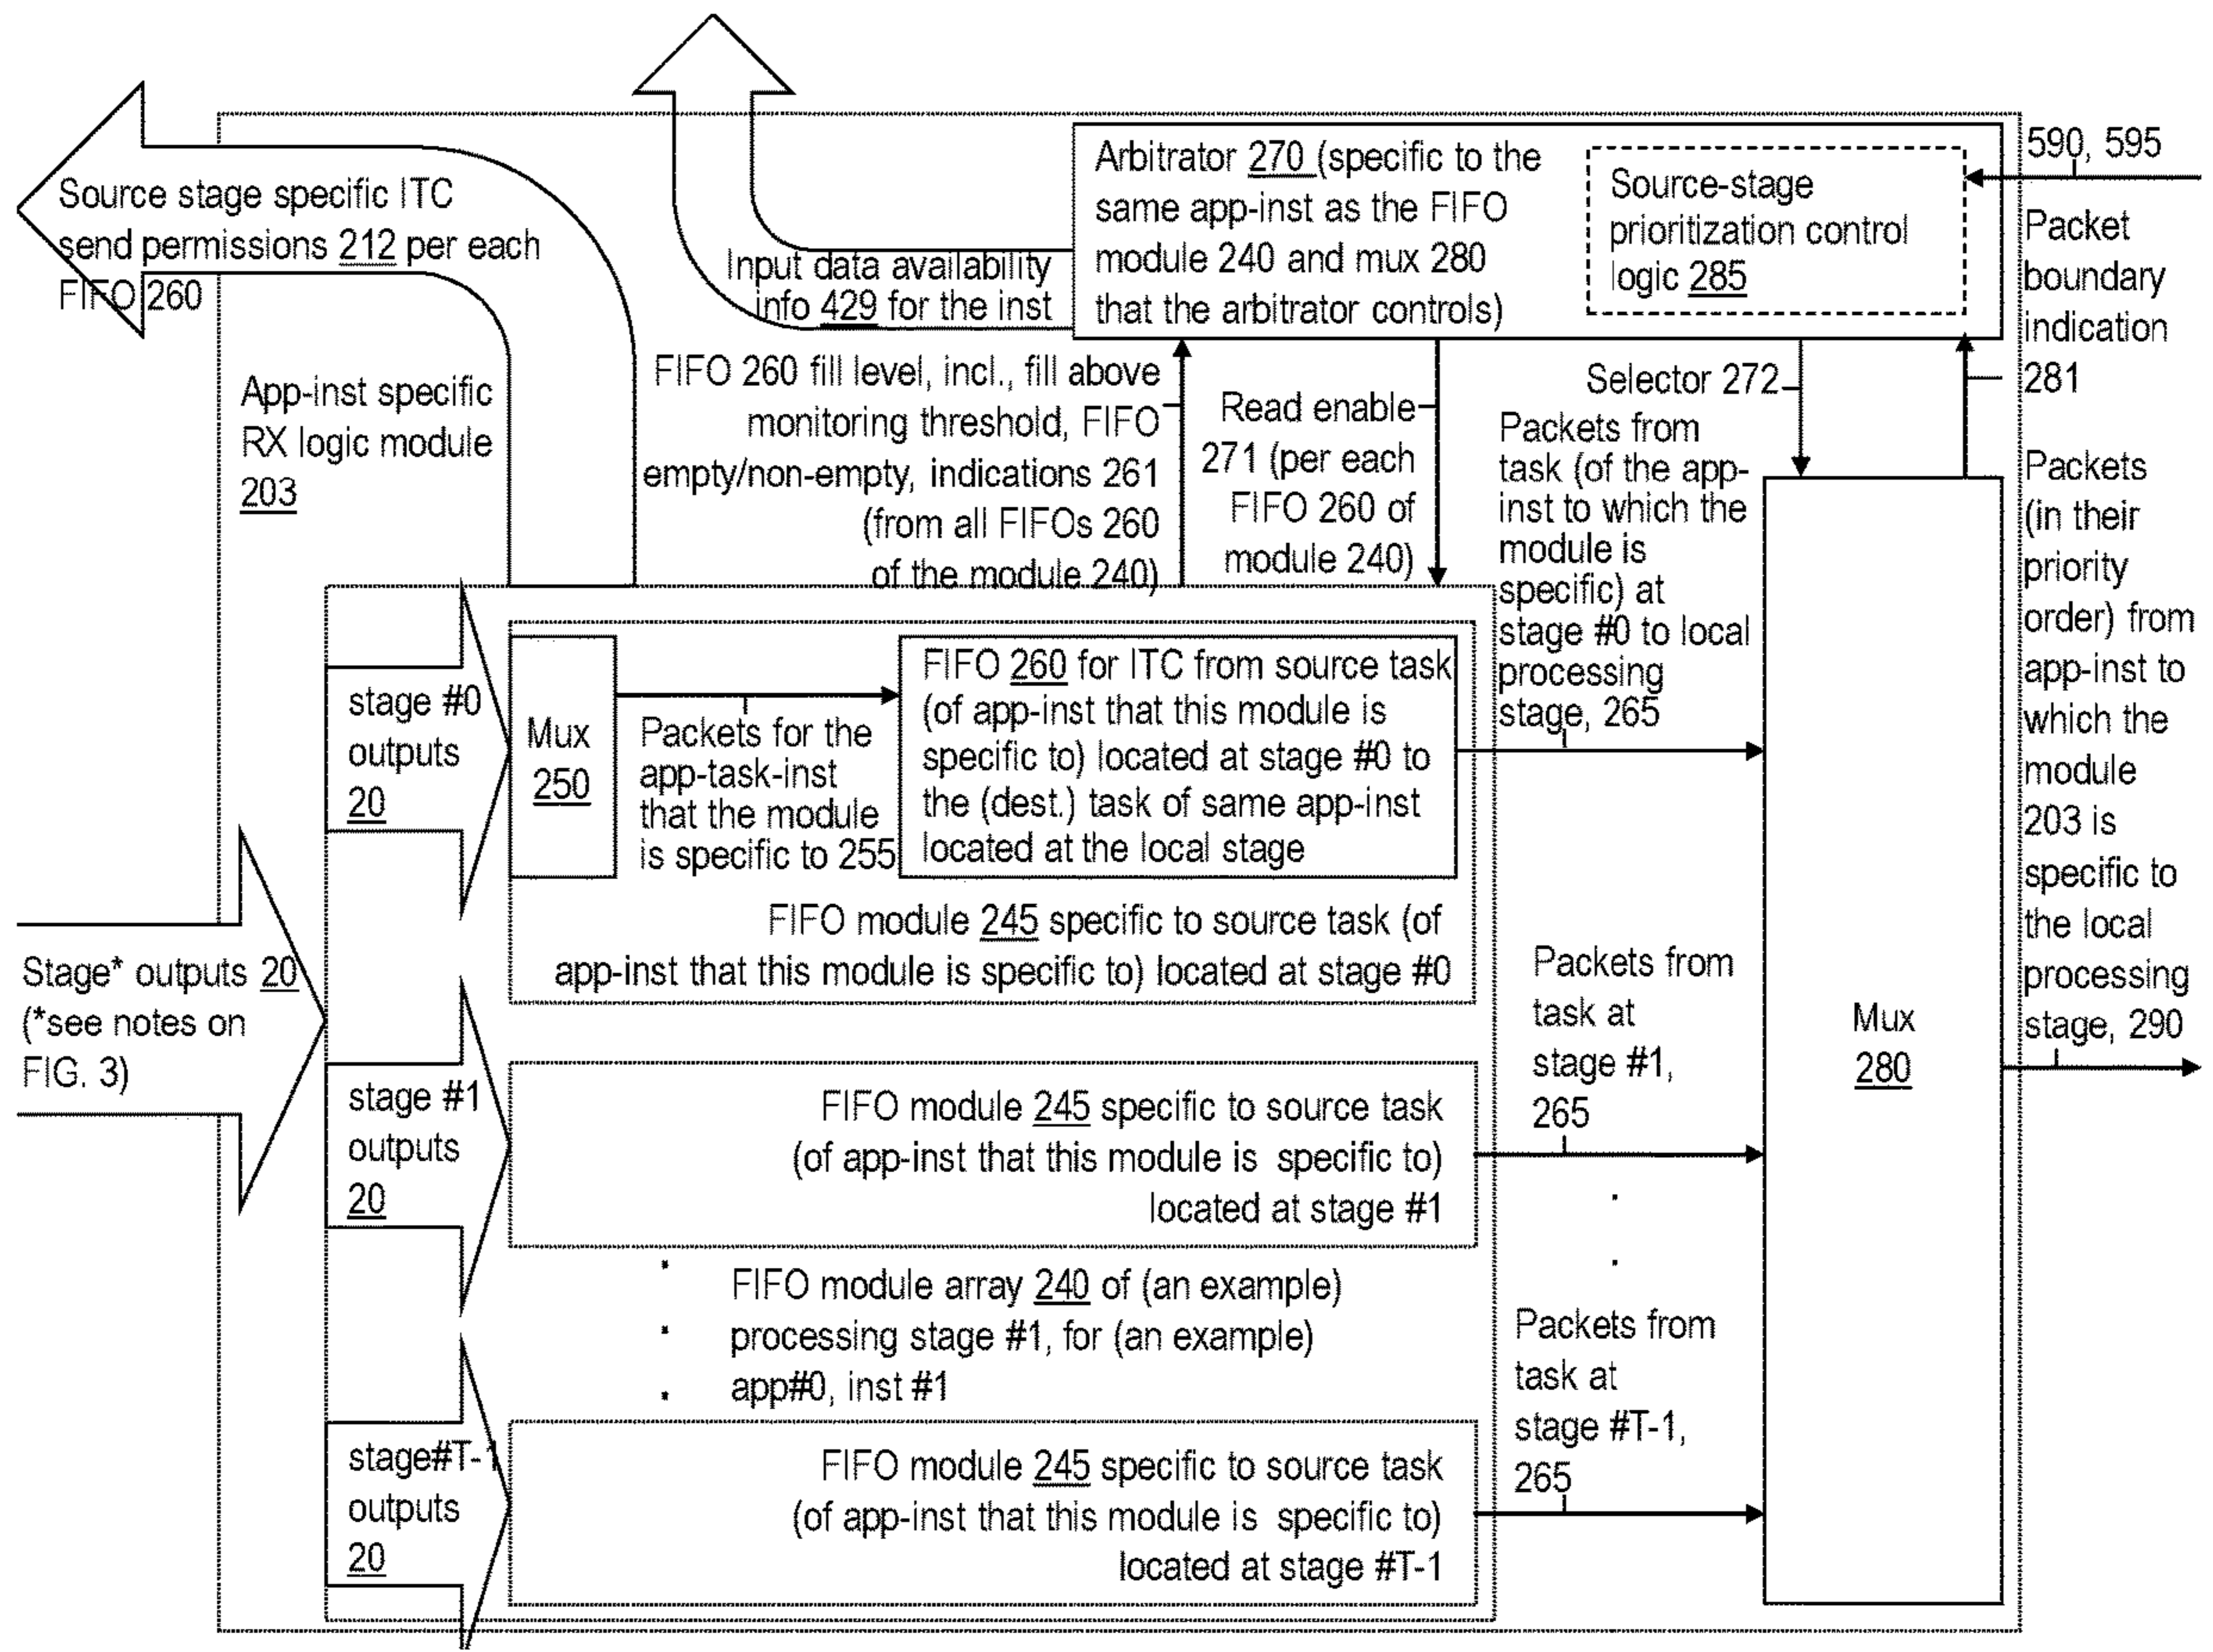 Source stage specific ITC
send permissions 212 per each
FIFO 260
Input data availability
info 429 for the inst
Arbitrator 270 (specific to the
same app-inst as the FIFO
module 240 and mux 280
that the arbitrator controls)
Source-stage
prioritization control
logic 285
590, 595
Packet
boundary
indication
281
App-inst specific
RX logic module
203
FIFO 260 fill level, incl., fill above
monitoring threshold, FIFO
empty/non-empty, indications 261
(from all FIFOs 260
of the module 240)
Read enable
271 (per each
FIFO 260 of
module 240)
Selector 272
Packets from
task (of the app-
inst to which the
module is
specific) at
stage #0 to local
processing
stage, 265
Packets
(in their
priority
order) from
app-inst to
which the
module
203 is
specific to
the local
processing
stage, 290
stage #0
outputs
20
Mux
250
Packets for the
app-task-inst
that the module
is specific to 255
FIFO 260 for ITC from source task
(of app-inst that this module is
specific to) located at stage #0 to
the (dest.) task of same app-inst
located at the local stage
FIFO module 245 specific to source task (of
app-inst that this module is specific to) located at stage #0
Stage* outputs 20
(*see notes on
FIG. 3)
stage #1
outputs
20
FIFO module 245 specific to source task
(of app-inst that this module is specific to)
located at stage #1
Packets from
task at
stage #1,
265
Mux
280
FIFO module array 240 of (an example)
processing stage #1, for (an example)
app#0, inst #1
stage#T-1
outputs
20
FIFO module 245 specific to source task
(of app-inst that this module is specific to)
located at stage #T-1
Packets from
task at
stage #T-1,
265